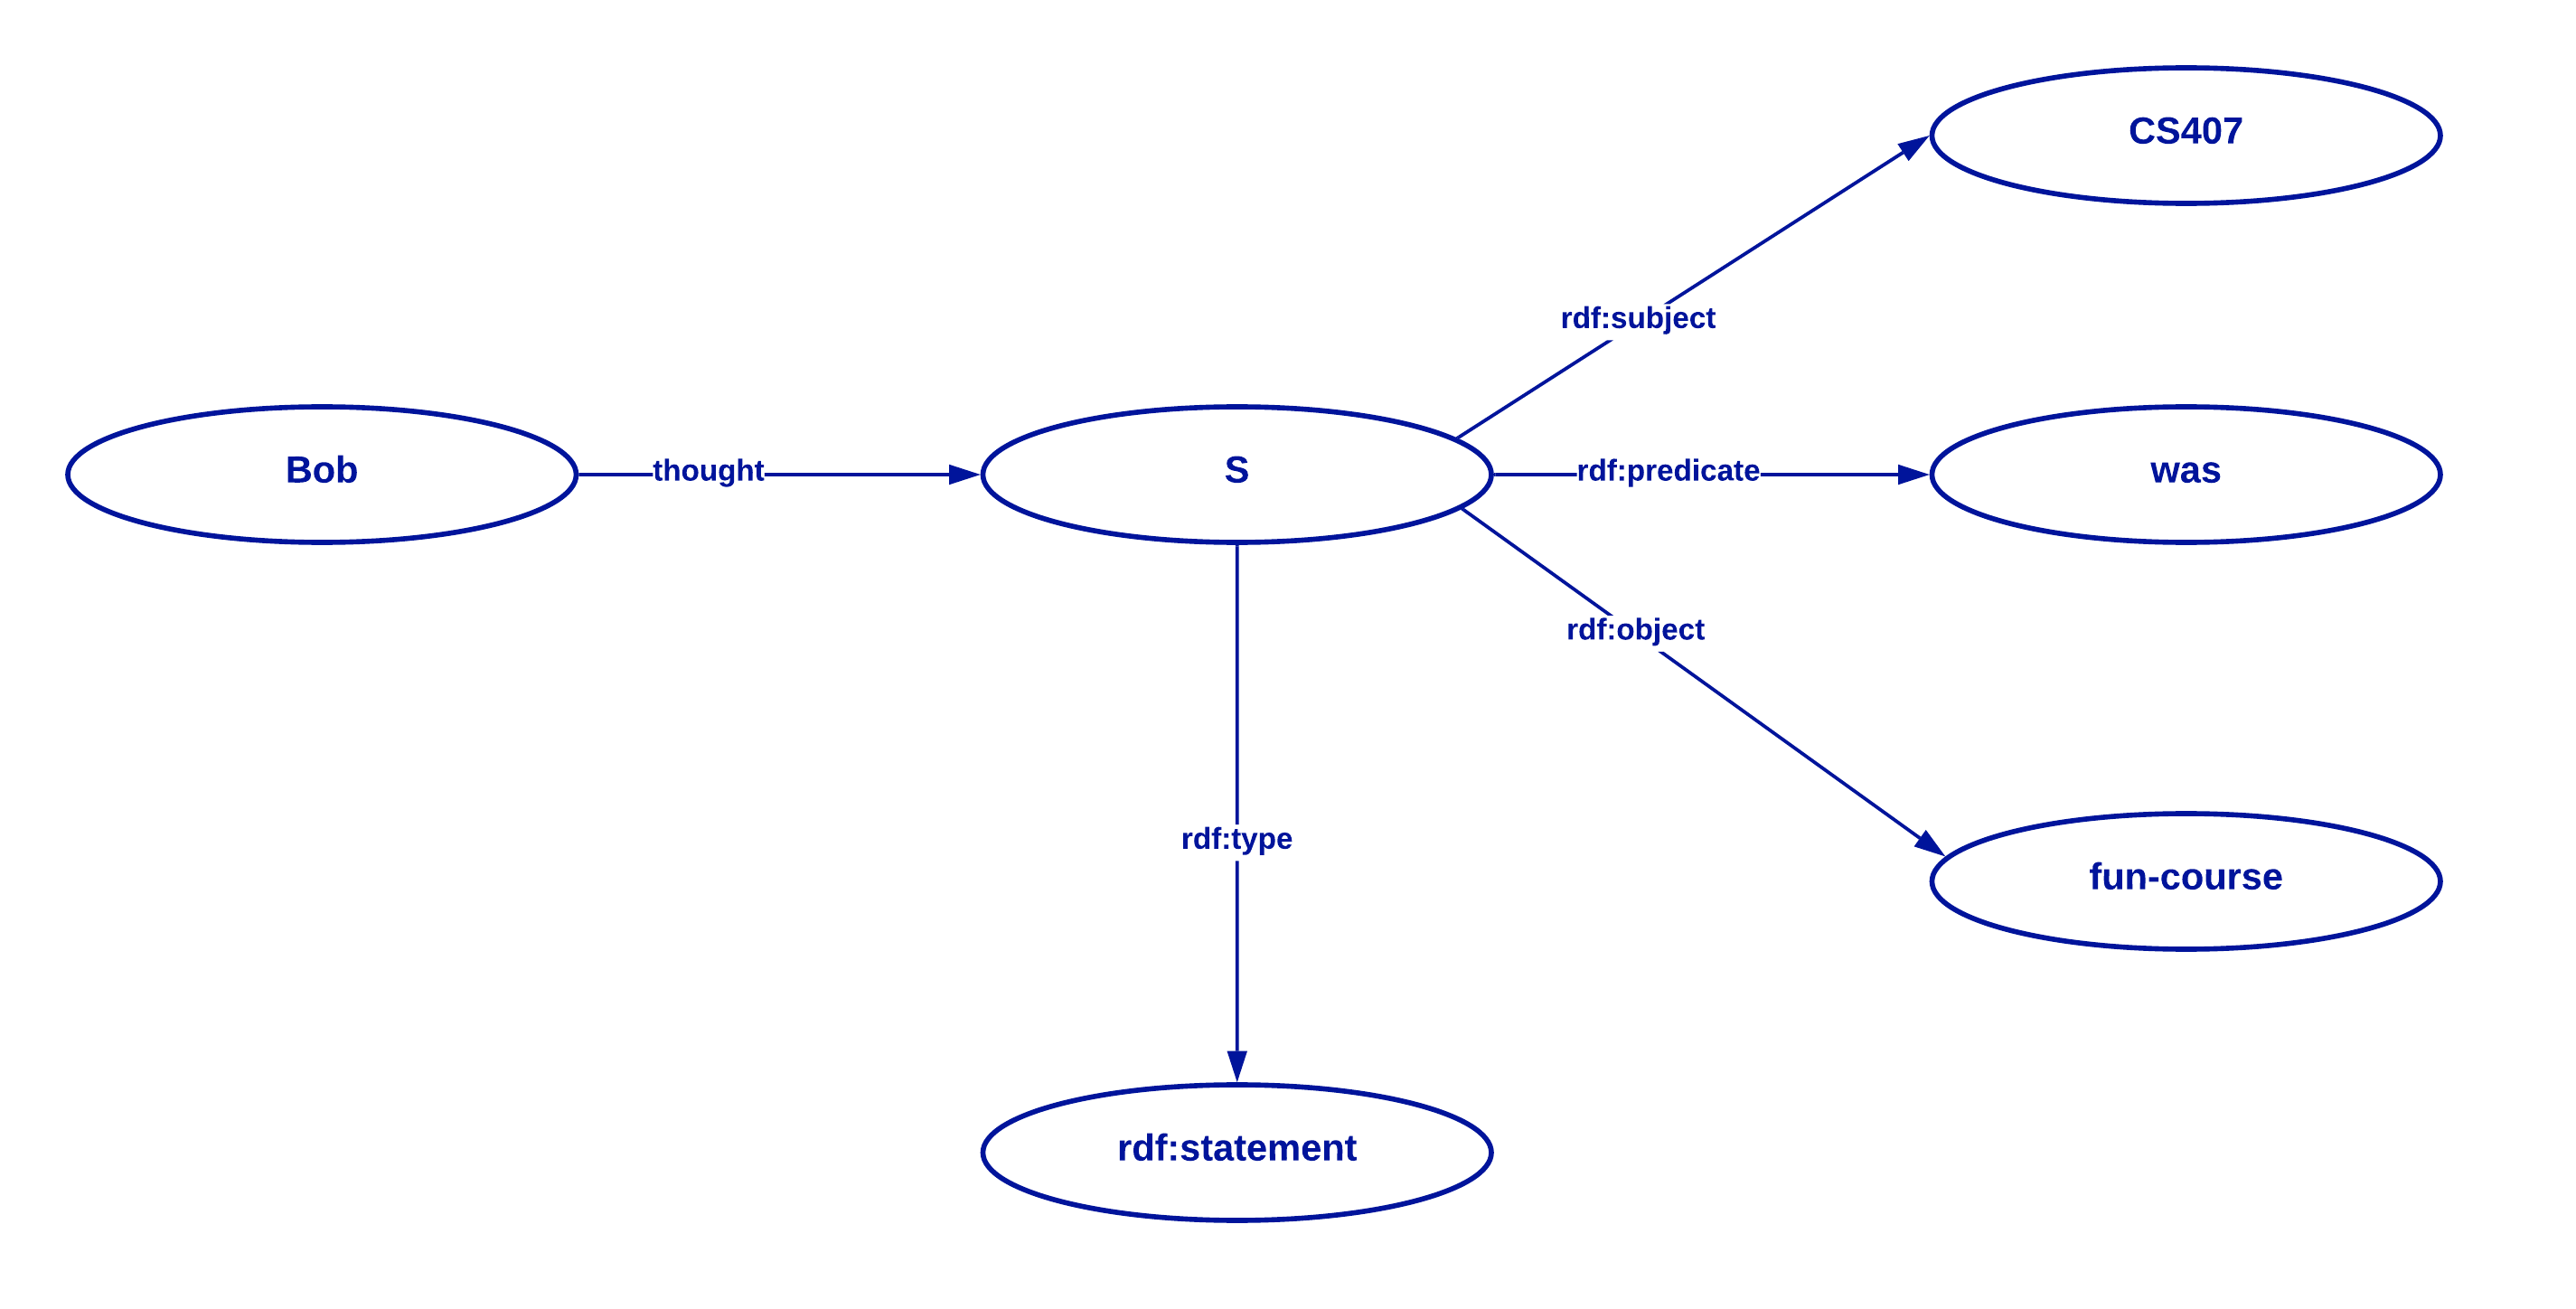 CS407
rdf:subject
Bob
thought
S
rdf:predicate
was
rdf:object
rdf:type
fun-course
rdf:statement